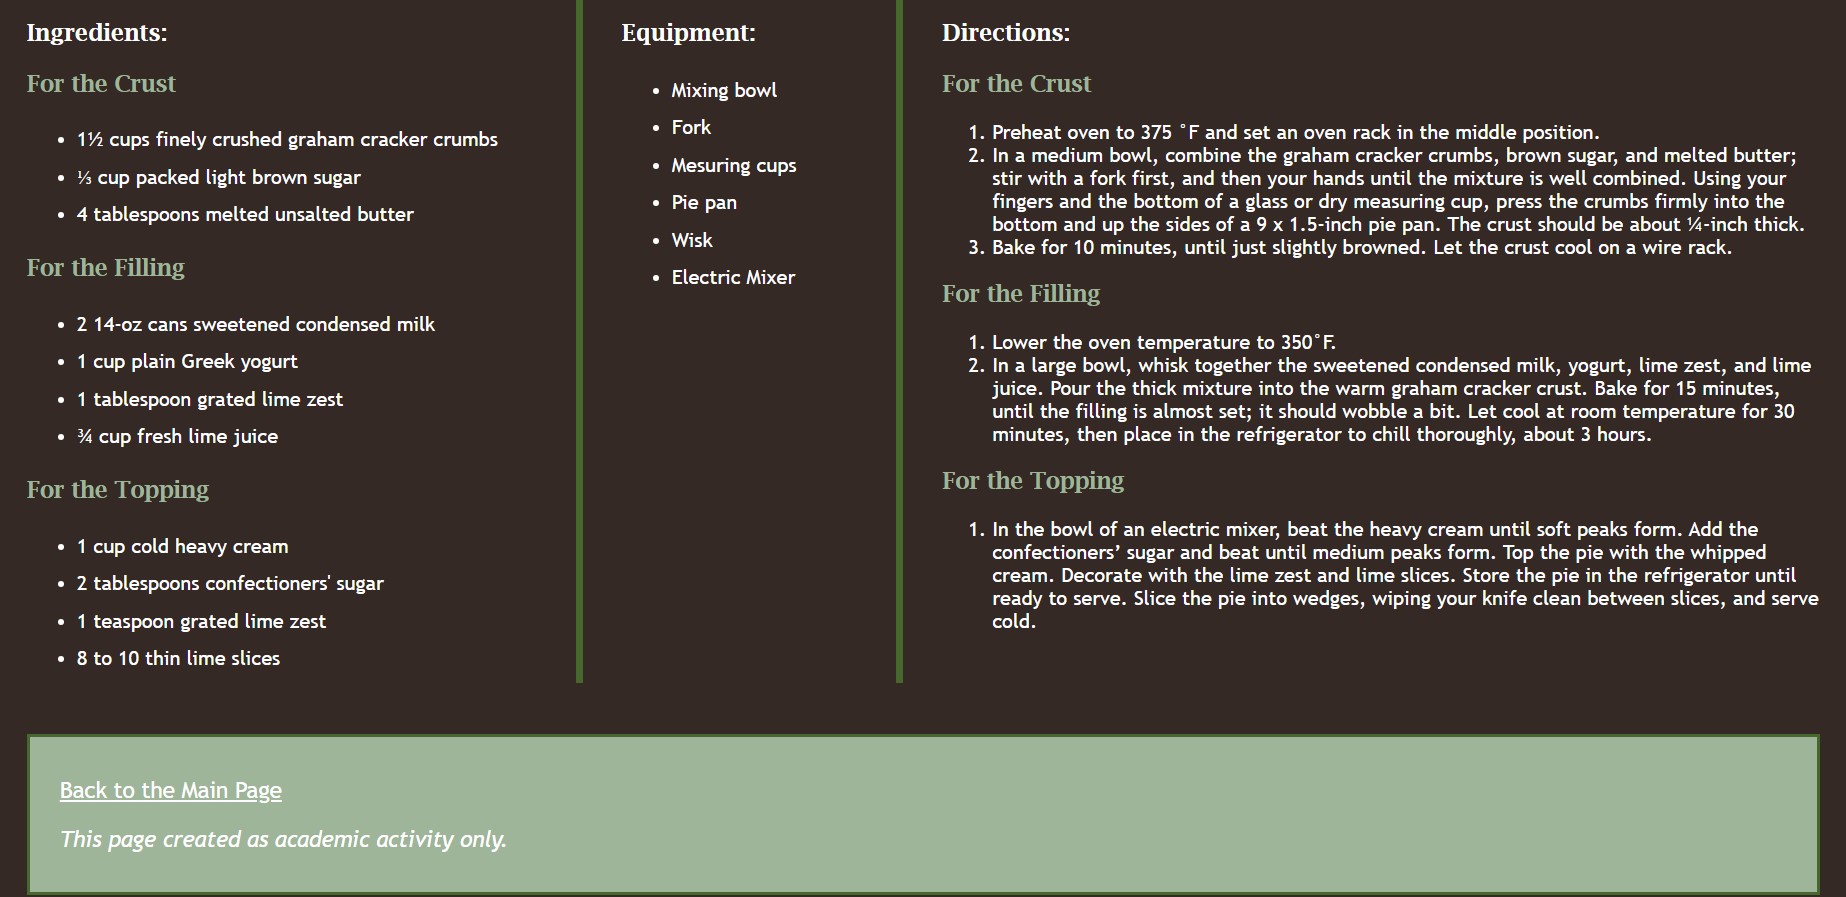 Ingredients:
For the Crust
• 1½ cups finely crushed graham cracker crumbs
• ⅓ cup packed light brown sugar
• 4 tablespoons melted unsalted butter
For the Filling
• 2 14-oz cans sweetened condensed milk
• 1 cup plain Greek yogurt
• 1 tablespoon grated lime zest
• ¾ cup fresh lime juice
For the Topping
• 1 cup cold heavy cream
• 2 tablespoons confectioners' sugar
• 1 teaspoon grated lime zest
• 8 to 10 thin lime slices
Equipment:
• Mixing bowl
• Fork
• Mesuring cups
• Pie pan
• Wisk
• Electric Mixer
Directions:
For the Crust
1. Preheat oven to 375 °F and set an oven rack in the middle position.
2. In a medium bowl, combine the graham cracker crumbs, brown sugar, and melted butter;
stir with a fork first, and then your hands until the mixture is well combined. Using your
fingers and the bottom of a glass or dry measuring cup, press the crumbs firmly into the
bottom and up the sides of a 9 x 1.5-inch pie pan. The crust should be about ¼-inch thick.
3. Bake for 10 minutes, until just slightly browned. Let the crust cool on a wire rack.
For the Filling
1. Lower the oven temperature to 350°F.
2. In a large bowl, whisk together the sweetened condensed milk, yogurt, lime zest, and lime
juice. Pour the thick mixture into the warm graham cracker crust. Bake for 15 minutes,
until the filling is almost set; it should wobble a bit. Let cool at room temperature for 30
minutes, then place in the refrigerator to chill thoroughly, about 3 hours.
For the Topping
1. In the bowl of an electric mixer, beat the heavy cream until soft peaks form. Add the
confectioners’ sugar and beat until medium peaks form. Top the pie with the whipped
cream. Decorate with the lime zest and lime slices. Store the pie in the refrigerator until
ready to serve. Slice the pie into wedges, wiping your knife clean between slices, and serve
cold.
Back to the Main Page
This page created as academic activity only.